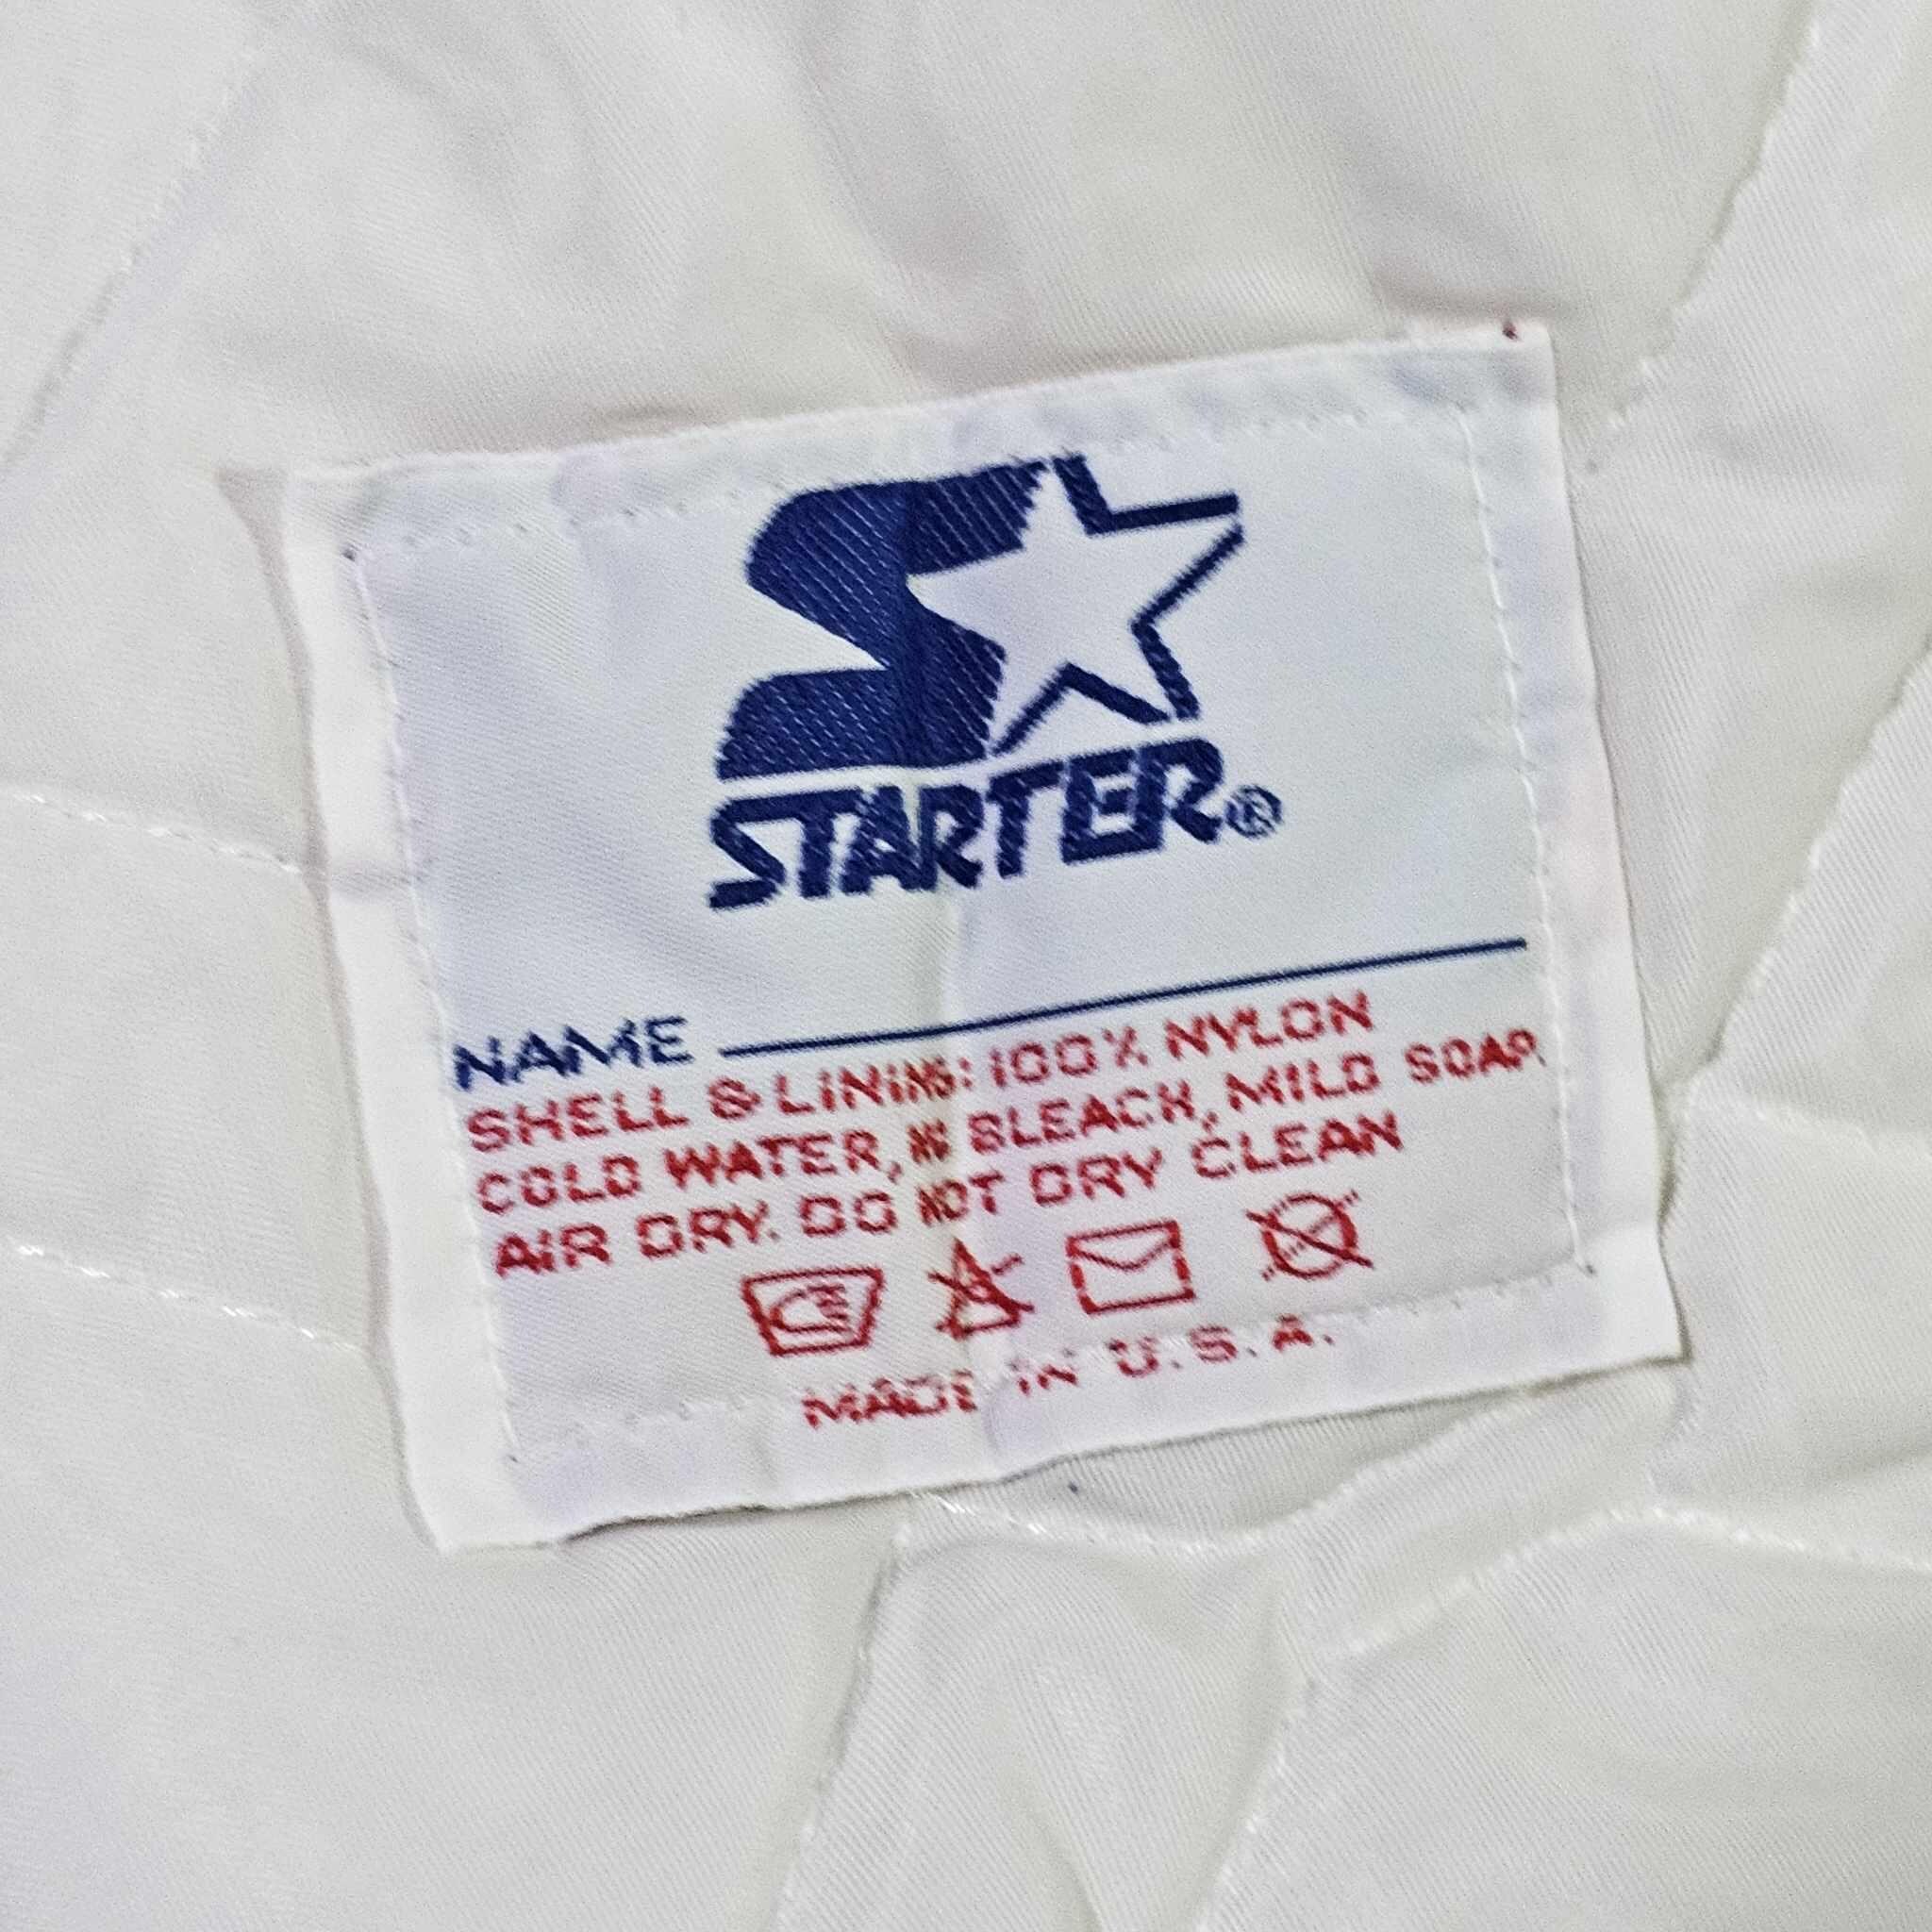 STARTER®
NAME
SHELL & LINING: 100% NYLON
COLD WATER, NO BLEACH, MILD SOAP,
AIR DRY. DO NOT DRY CLEAN
MADE IN U.S.A.